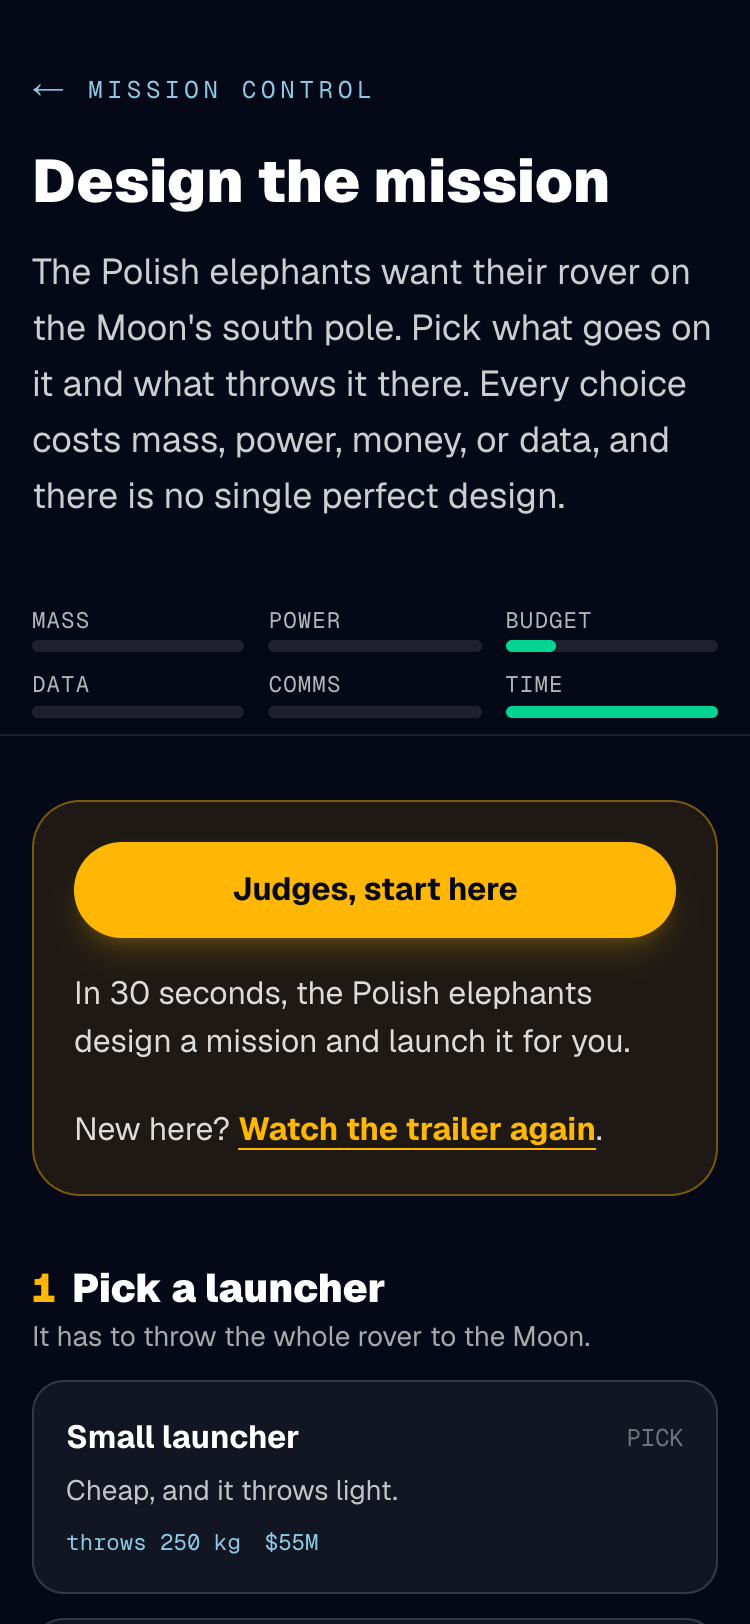 ← MISSION CONTROL
Design the mission
The Polish elephants want their rover on
the Moon's south pole. Pick what goes on
it and what throws it there. Every choice
costs mass, power, money, or data, and
there is no single perfect design.
MASS POWER BUDGET
DATA COMMS TIME
Judges, start here
In 30 seconds, the Polish elephants
design a mission and launch it for you.
New here? Watch the trailer again.
1 Pick a launcher
It has to throw the whole rover to the Moon.
Small launcher PICK
Cheap, and it throws light.
throws 250 kg $55M